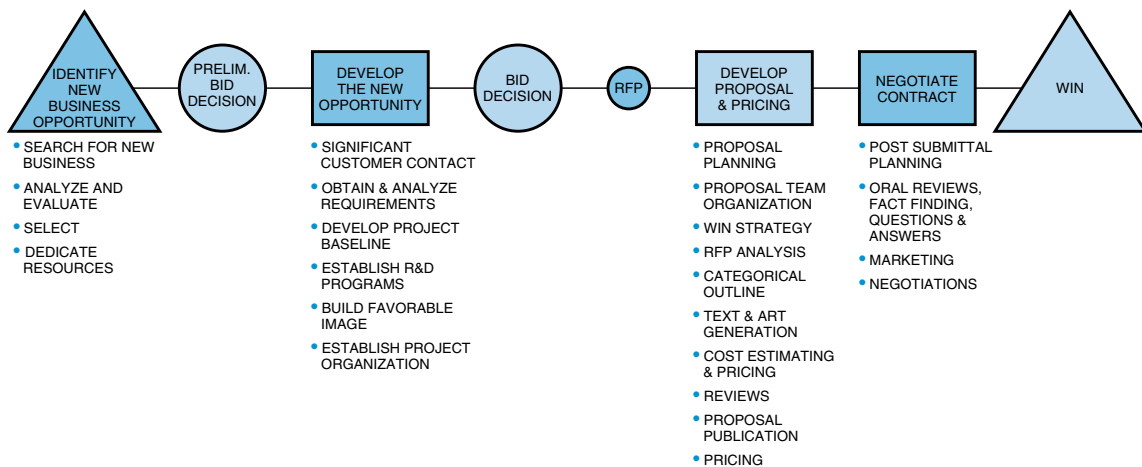 IDENTIFY
NEW
BUSINESS
OPPORTUNITY
PRELIM.
BID
DECISION
DEVELOP
THE NEW
OPPORTUNITY
BID
DECISION
RFP
DEVELOP
PROPOSAL
& PRICING
NEGOTIATE
CONTRACT
WIN
• SEARCH FOR NEW
BUSINESS
• ANALYZE AND
EVALUATE
• SELECT
• DEDICATE
RESOURCES
• SIGNIFICANT
CUSTOMER CONTACT
• OBTAIN & ANALYZE
REQUIREMENTS
• DEVELOP PROJECT
BASELINE
• ESTABLISH R&D
PROGRAMS
• BUILD FAVORABLE
IMAGE
• ESTABLISH PROJECT
ORGANIZATION
• PROPOSAL
PLANNING
• PROPOSAL TEAM
ORGANIZATION
• WIN STRATEGY
• RFP ANALYSIS
• CATEGORICAL
OUTLINE
• TEXT & ART
GENERATION
• COST ESTIMATING
& PRICING
• REVIEWS
• PROPOSAL
PUBLICATION
• PRICING
• POST SUBMITTAL
PLANNING
• ORAL REVIEWS,
FACT FINDING,
QUESTIONS &
ANSWERS
• MARKETING
• NEGOTIATIONS